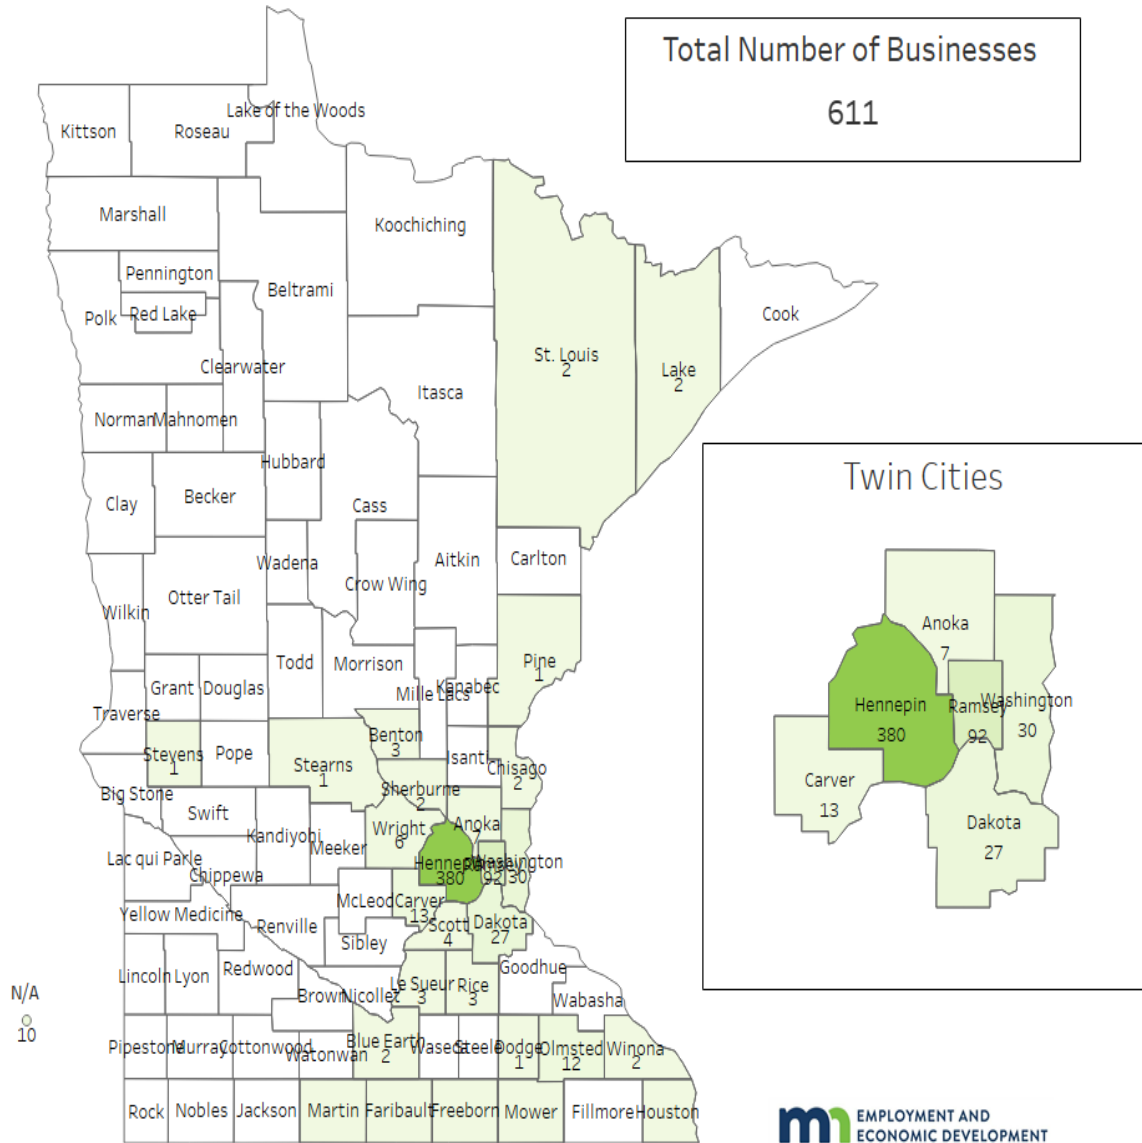 Total Number of Businesses
611
Lake of the Woods
Kittson
Roseau
Marshall
Koochiching
Pennington
Beltrami
Red Lake
Polk
Cook
Clearwater
St. Louis
2
Lake
2
Itasca
Norman
Mahnomen
Hubbard
Becker
Clay
Cass
Twin Cities
Wadena
Aitkin
Carlton
Crow Wing
Otter Tail
Wilkin
Anoka
7
Todd
Morrison
Pine
1
Grant
Douglas
Mille Lacs
Kanabec
Hennepin
380
Ramsey
92
Washington
30
Traverse
Stevens
1
Pope
Benton
3
Isanti
Stearns
1
Chisago
2
Carver
13
Big Stone
Sherburne
2
Swift
Dakota
27
Kandiyohi
Meeker
Wright
6
Anoka
7
Lac qui Parle
Chippewa
Hennepin
380
Ramsey
92
Washington
30
McLeod
Carver
13
Yellow Medicine
Renville
Scott
4
Dakota
27
Sibley
Lincoln
Lyon
Redwood
Goodhue
N/A
10
Brown
Nicollet
Le Sueur
3
Rice
3
Wabasha
Pipestone
Murray
Cottonwood
Watonwan
Blue Earth
2
Waseca
Steele
Dodge
1
Olmsted
12
Winona
2
Rock
Nobles
Jackson
Martin
Faribault
Freeborn
Mower
Fillmore
Houston
mn EMPLOYMENT AND
ECONOMIC DEVELOPMENT